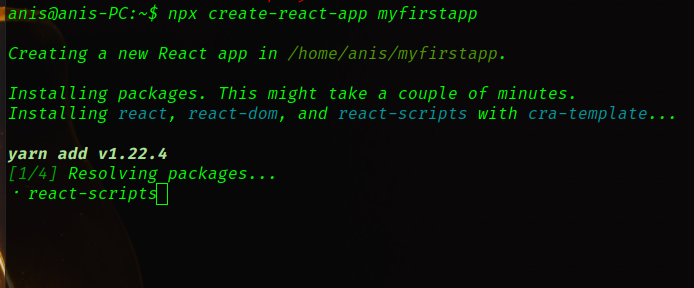 anis@anis-PC:~$ npx create-react-app myfirstapp
Creating a new React app in /home/anis/myfirstapp.
Installing packages. This might take a couple of minutes.
Installing react, react-dom, and react-scripts with cra-template...
yarn add v1.22.4
[1/4] Resolving packages...
⠂ react-scripts